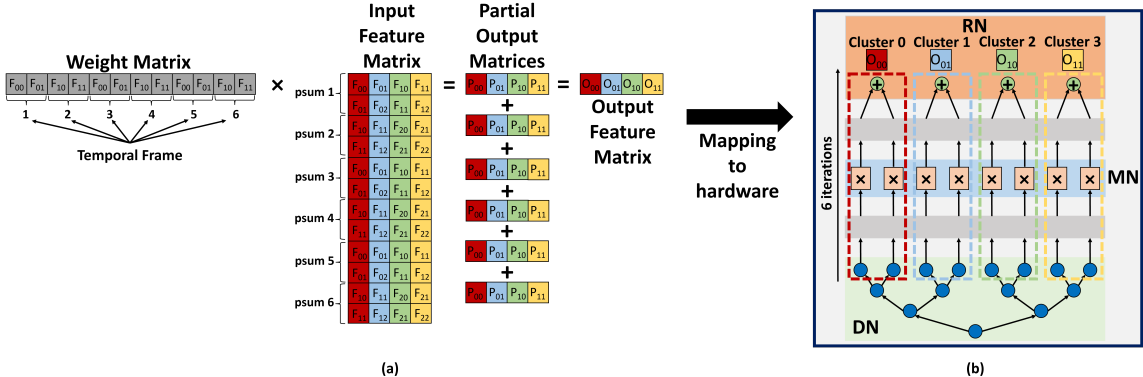 Weight Matrix
F00 F01 F10 F11 F00 F01 F10 F11 F00 F01 F10 F11
1 2 3 4 5 6
Temporal Frame
×
Input
Feature
Matrix
psum 1
F00 F01 F10 F11
F01 F02 F11 F12
psum 2
F10 F11 F20 F21
F11 F12 F21 F22
psum 3
F00 F01 F10 F11
F01 F02 F11 F12
psum 4
F10 F11 F20 F21
F11 F12 F21 F22
psum 5
F00 F01 F10 F11
F01 F02 F11 F12
psum 6
F10 F11 F20 F21
F11 F12 F21 F22
=
Partial
Output
Matrices
P00 P01 P10 P11
+
P00 P01 P10 P11
+
P00 P01 P10 P11
+
P00 P01 P10 P11
+
P00 P01 P10 P11
+
P00 P01 P10 P11
=
O00 O01 O10 O11
Output
Feature
Matrix
Mapping
to
hardware
(a)
RN
Cluster 0 Cluster 1 Cluster 2 Cluster 3
O00 O01 O10 O11
+ + + +
6 iterations
× × × × × × × ×
MN
DN
(b)